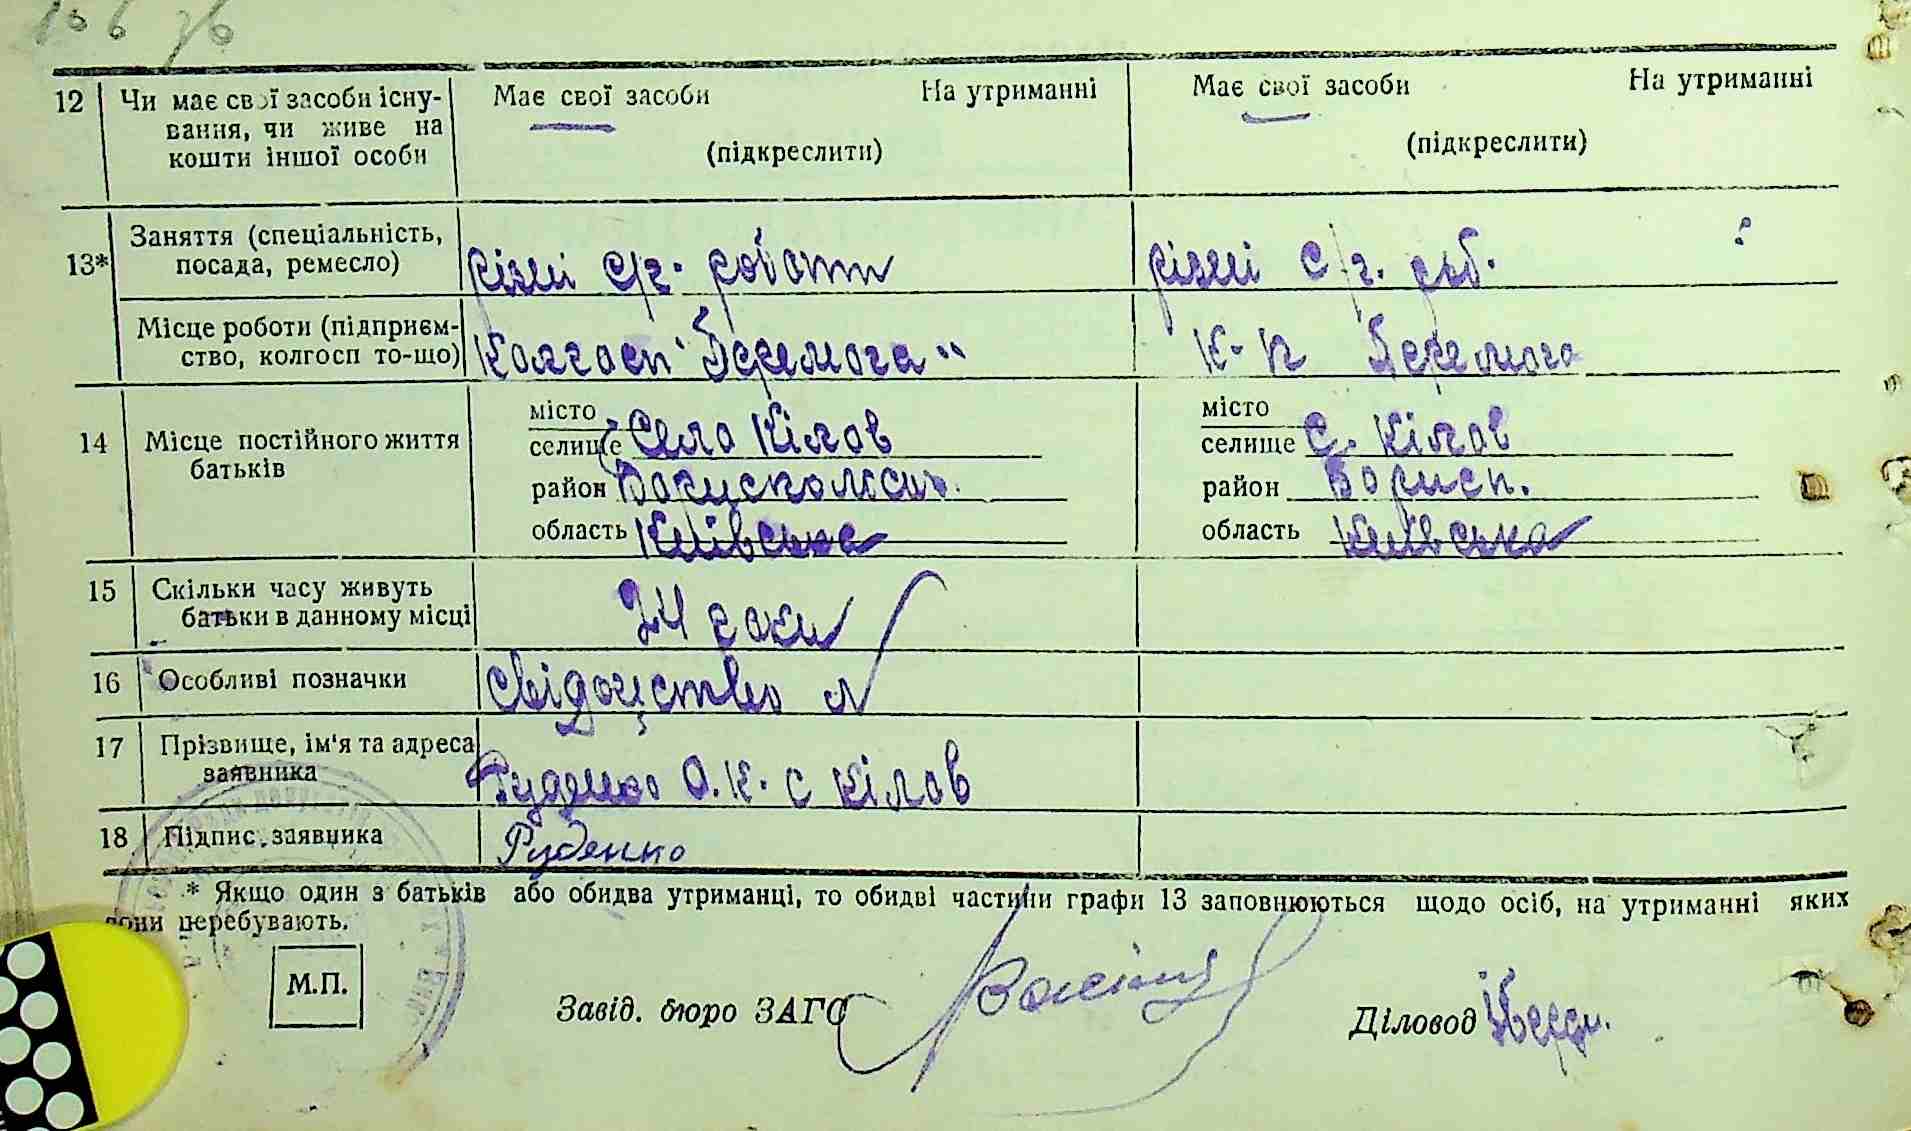 12 Чи має свої засоби існу- Має свої засоби На утриманні Має свої засоби На утриманні
вання, чи живе на (підкреслити) (підкреслити)
кошти іншої особи
13* Заняття (спеціальність, різні с/г. роботи різні с/г. роб.
посада, ремесло)
Місце роботи (підприєм- Колгосп "Перемога" К-п Перемога
ство, колгосп то-що)
14 Місце постійного життя батьків
місто місто
селище Село Кілов селище С. Кілов
район Бориспольськ. район Борисп.
область Київська область Київська
15 Скільки часу живуть 24 роки
батьки в данному місці
16 Особливі позначки свідоцтво №
17 Прізвище, ім'я та адреса Руденко О.К. с Кілов
заявника
18 Підпис заявника Руденко
* Якщо один з батьків або обидва утриманці, то обидві частини графи 13 заповнюються щодо осіб, на утриманні яких
вони перебувають.
М.П.
Завід. бюро ЗАГС Діловод